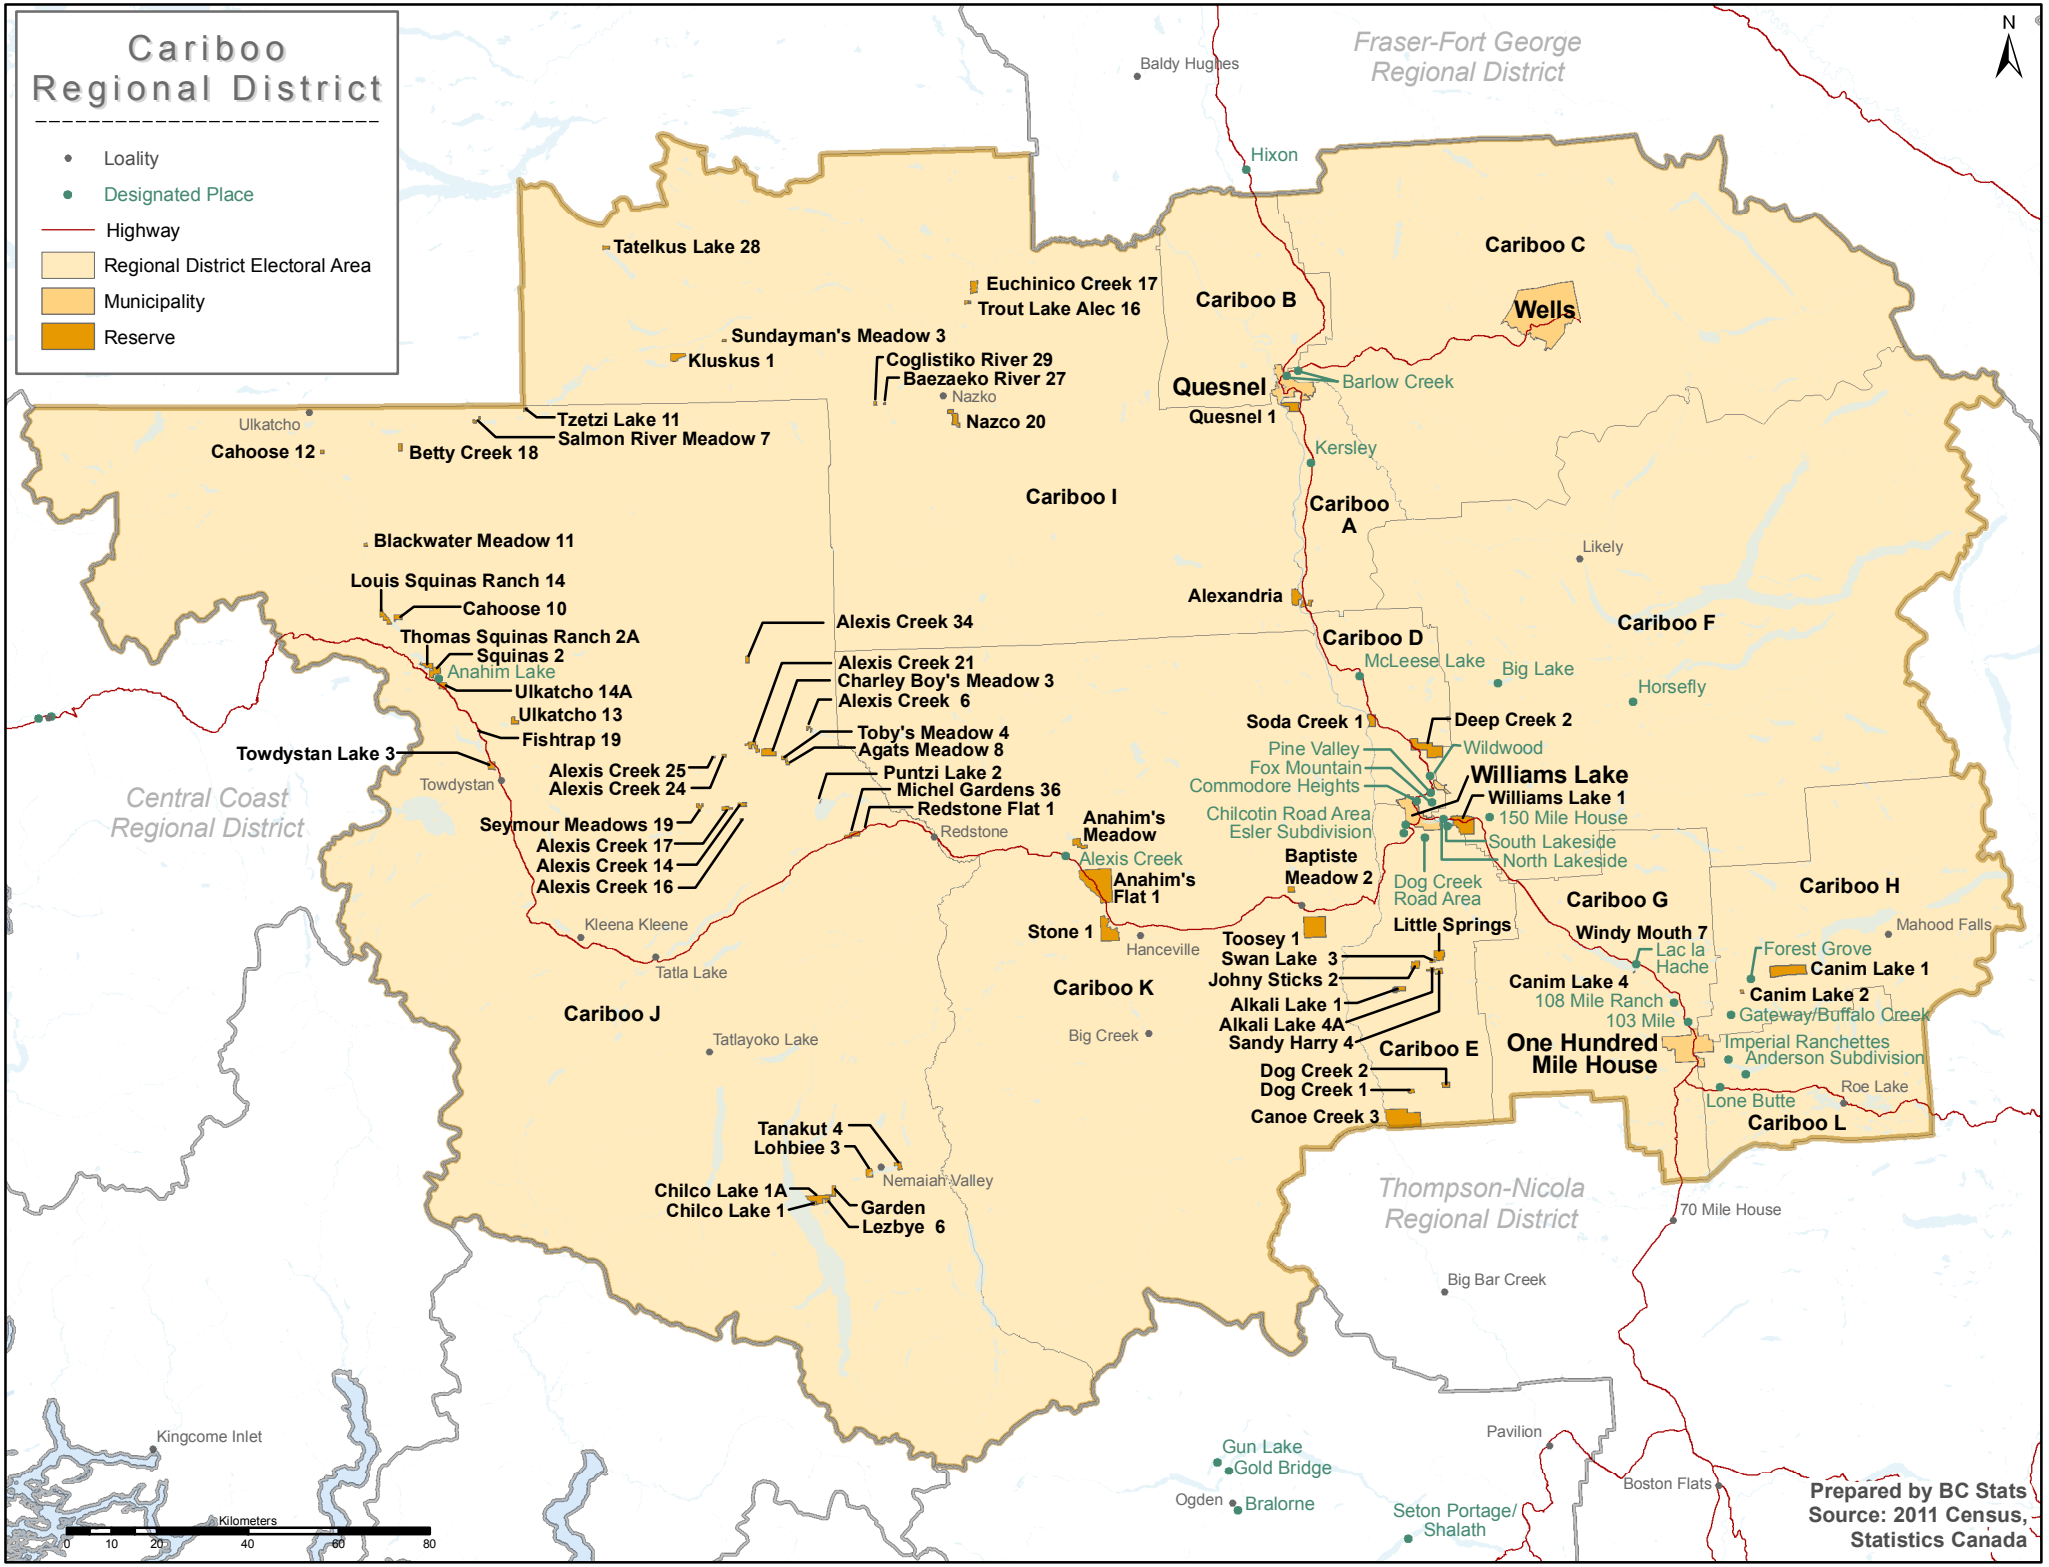 Cariboo
Regional District
Loality
Designated Place
Highway
Regional District Electoral Area
Municipality
Reserve
N
Fraser-Fort George
Regional District
Baldy Hughes
Hixon
Cariboo C
Tatelkus Lake 28
Euchinico Creek 17
Trout Lake Alec 16
Cariboo B
Wells
Sundayman's Meadow 3
Kluskus 1
Coglistiko River 29
Baezaeko River 27
Nazko
Nazco 20
Quesnel
Barlow Creek
Quesnel 1
Ulkatcho
Tzetzi Lake 11
Salmon River Meadow 7
Cahoose 12
Betty Creek 18
Kersley
Cariboo I
Cariboo
A
Blackwater Meadow 11
Likely
Louis Squinas Ranch 14
Cahoose 10
Alexandria
Cariboo F
Alexis Creek 34
Thomas Squinas Ranch 2A
Squinas 2
Anahim Lake
Ulkatcho 14A
Cariboo D
McLeese Lake
Big Lake
Horsefly
Alexis Creek 21
Charley Boy's Meadow 3
Alexis Creek  6
Ulkatcho 13
Fishtrap 19
Toby's Meadow 4
Agats Meadow 8
Soda Creek 1
Deep Creek 2
Towdystan Lake 3
Towdystan
Alexis Creek 25
Alexis Creek 24
Puntzi Lake 2
Michel Gardens 36
Redstone Flat 1
Pine Valley
Wildwood
Fox Mountain
Commodore Heights
Williams Lake
Williams Lake 1
150 Mile House
Central Coast
Regional District
Seymour Meadows 19
Alexis Creek 17
Alexis Creek 14
Alexis Creek 16
Redstone
Anahim's
Meadow
Alexis Creek
Anahim's
Flat 1
Chilcotin Road Area
Esler Subdivision
South Lakeside
North Lakeside
Baptiste
Meadow 2
Dog Creek
Road Area
Cariboo G
Cariboo H
Kleena Kleene
Tatla Lake
Stone 1
Hanceville
Toosey 1
Little Springs
Swan Lake  3
Johny Sticks 2
Windy Mouth 7
Lac la
Hache
Mahood Falls
Forest Grove
Canim Lake 1
Canim Lake 4
Canim Lake 2
108 Mile Ranch
103 Mile
Gateway/Buffalo Creek
Cariboo J
Cariboo K
Alkali Lake 1
Alkali Lake 4A
Sandy Harry 4
Cariboo E
One Hundred
Mile House
Imperial Ranchettes
Anderson Subdivision
Tatlayoko Lake
Big Creek
Dog Creek 2
Dog Creek 1
Canoe Creek 3
Roe Lake
Lone Butte
Cariboo L
Tanakut 4
Lohbiee 3
Nemaiah Valley
Chilco Lake 1A
Chilco Lake 1
Garden
Lezbye  6
Thompson-Nicola
Regional District
70 Mile House
Big Bar Creek
Kingcome Inlet
Pavilion
Gun Lake
Gold Bridge
Ogden
Bralorne
Seton Portage/
Shalath
Boston Flats
Kilometers
0 10 20 40 60 80
Prepared by BC Stats
Source: 2011 Census,
Statistics Canada